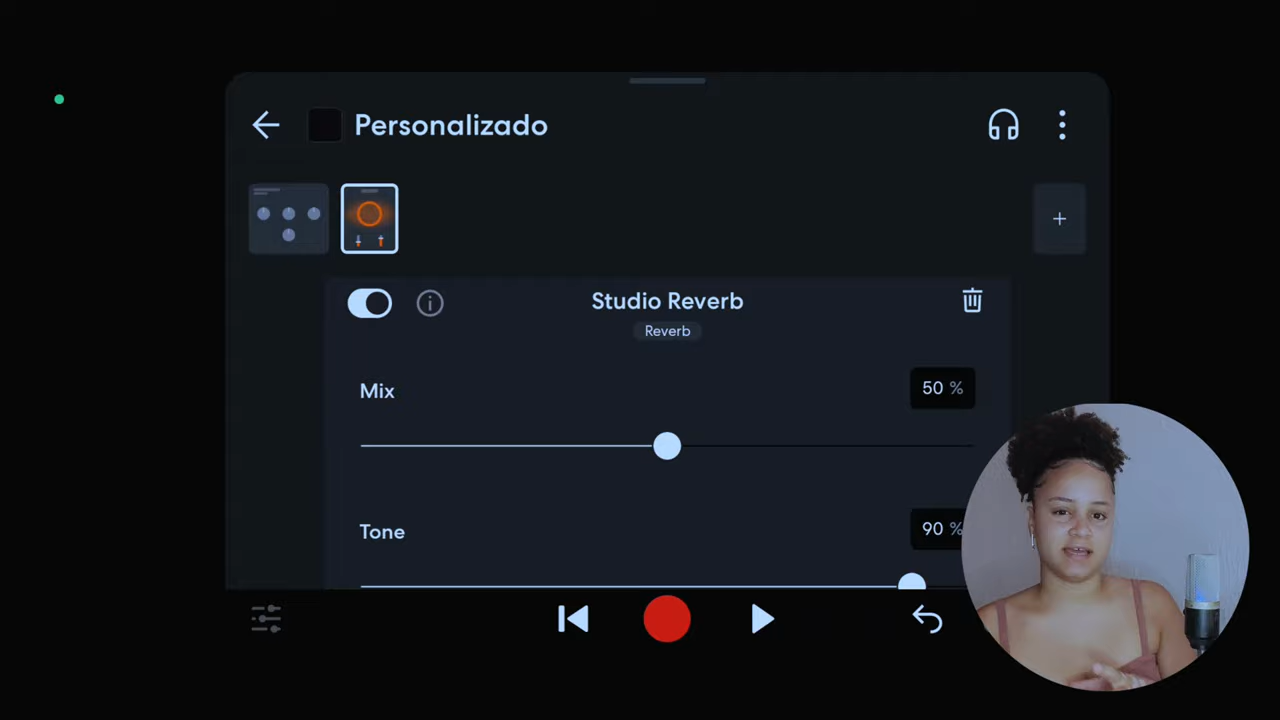 Personalizado
+
i
Studio Reverb
Reverb
Mix
50 %
Tone
90 %